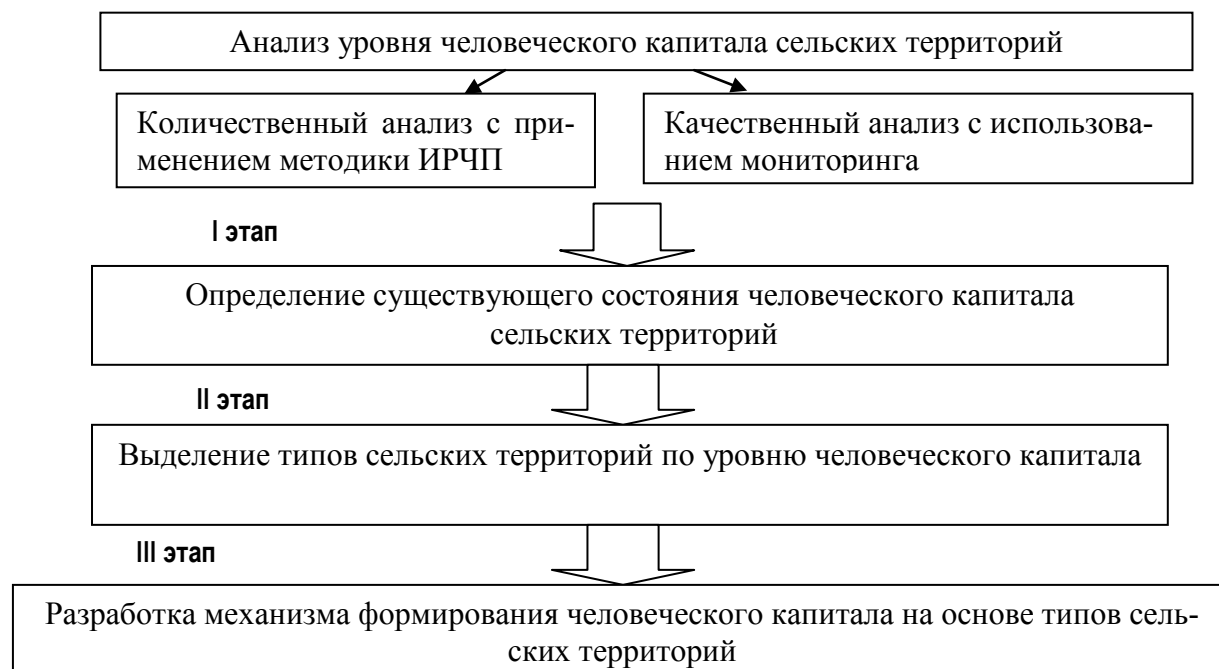 Анализ уровня человеческого капитала сельских территорий
Количественный анализ с при-
менением методики ИРЧП
Качественный анализ с использова-
нием мониторинга
I этап
Определение существующего состояния человеческого капитала
сельских территорий
II этап
Выделение типов сельских территорий по уровню человеческого капитала
III этап
Разработка механизма формирования человеческого капитала на основе типов сель-
ских территорий